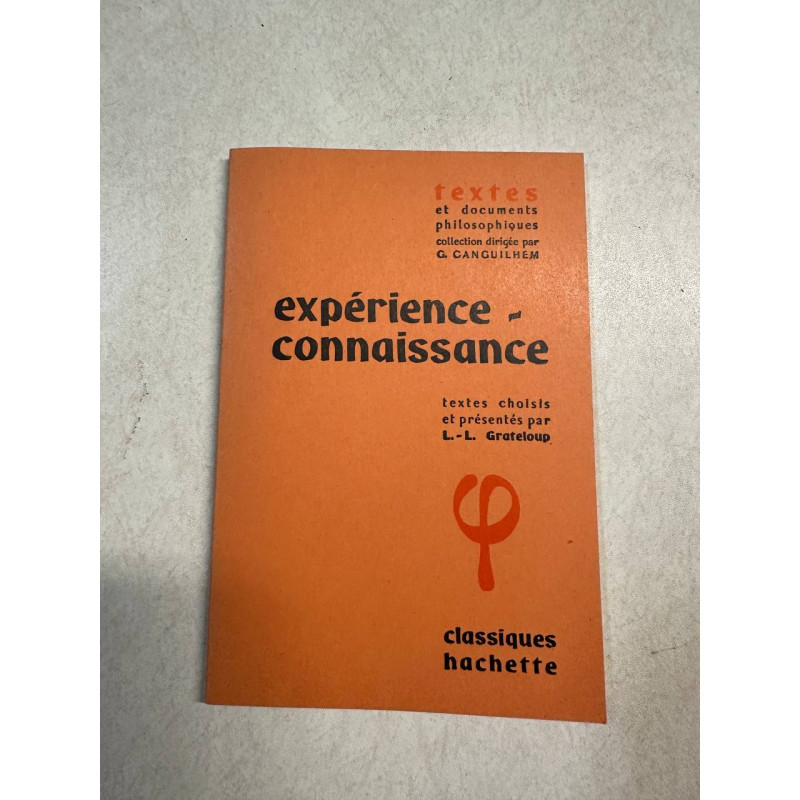 textes
et documents
philosophiques
collection dirigée par
G. CANGUILHEM
expérience -
connaissance
textes choisis
et présentés par
L.-L. Grateloup
φ
classiques
hachette